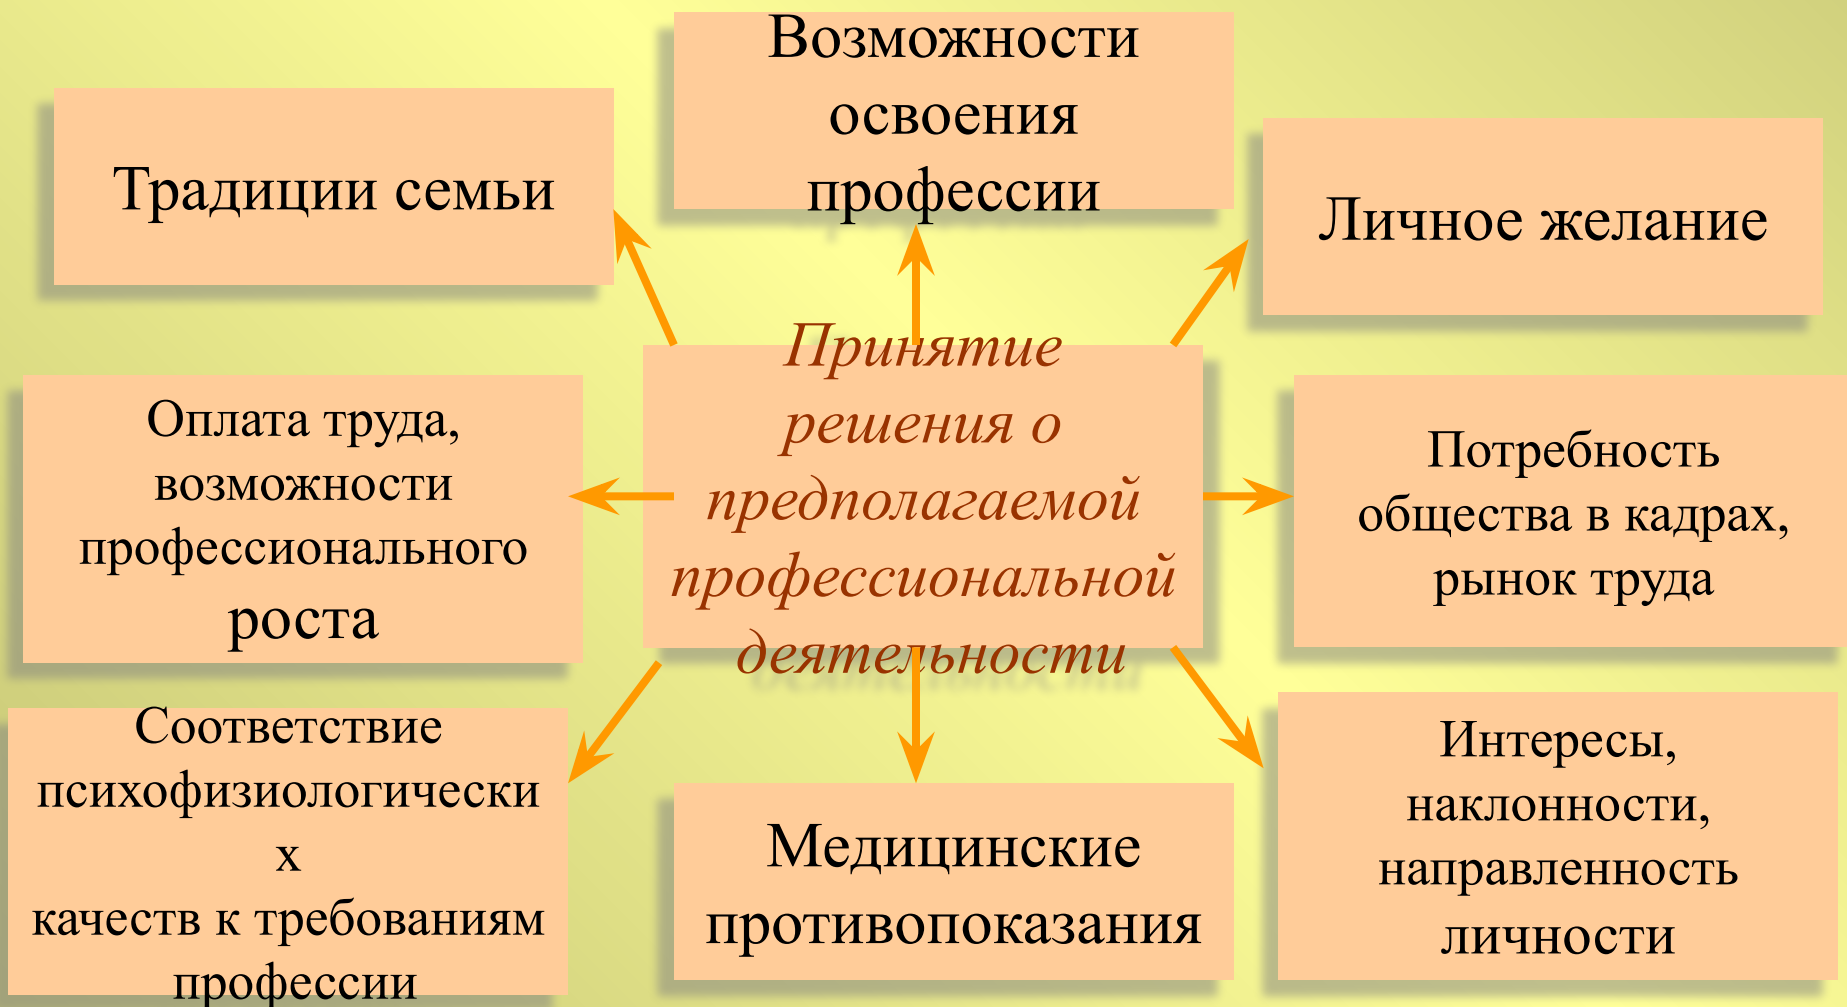 Возможности
освоения
профессии
Традиции семьи
Личное желание
Принятие
решения о
предполагаемой
профессиональной
деятельности
Оплата труда,
возможности
профессионального
роста
Потребность
общества в кадрах,
рынок труда
Соответствие
психофизиологически
х
качеств к требованиям
профессии
Медицинские
противопоказания
Интересы,
наклонности,
направленность
личности